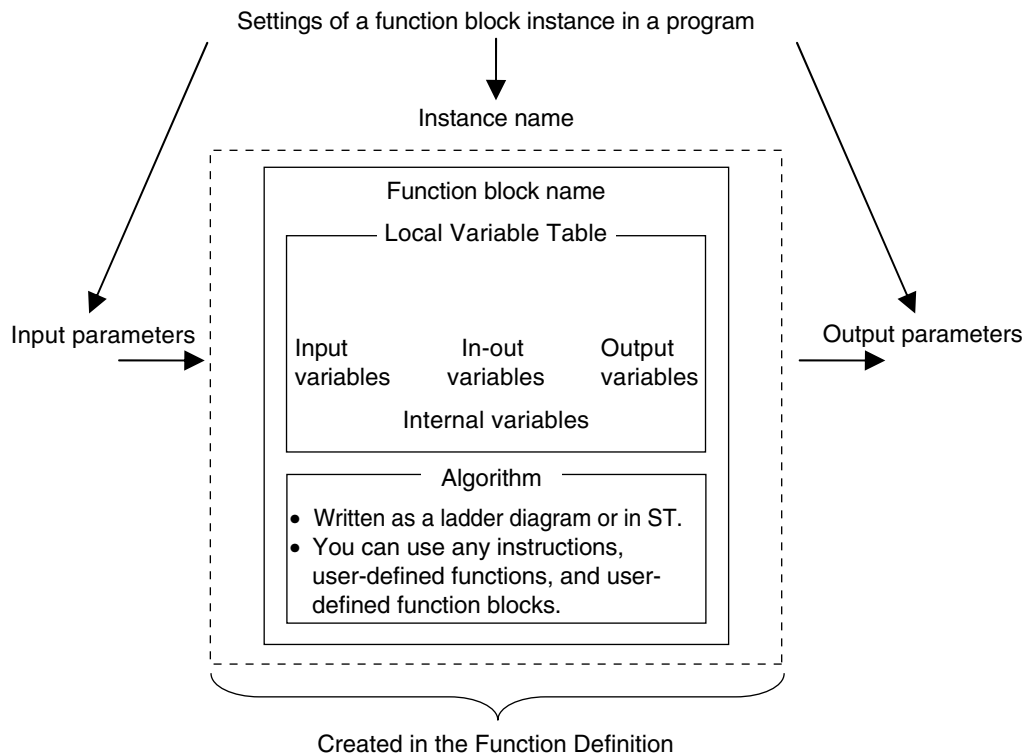 Settings of a function block instance in a program
Instance name
Function block name
Local Variable Table
Input parameters
Output parameters
Input
variables
In-out
variables
Output
variables
Internal variables
Algorithm
• Written as a ladder diagram or in ST.
• You can use any instructions,
user-defined functions, and user-
defined function blocks.
Created in the Function Definition